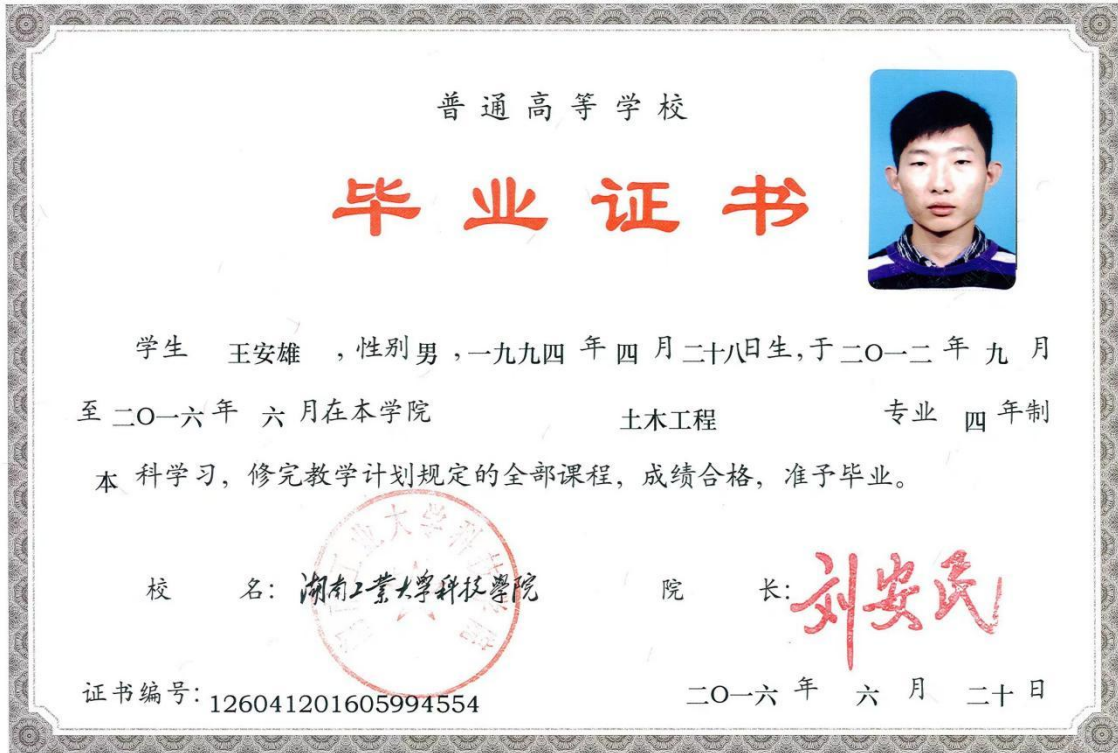 普通高等学校
毕业证书
学生 王安雄 ，性别男，一九九四 年 四 月 二十八日生，于二O一二 年 九 月
至 二O一六年 六 月在本学院 土木工程 专业 四 年制
本 科学习，修完教学计划规定的全部课程，成绩合格，准予毕业。
校 名：湖南工業大學科技學院 院 长：刘安民
证书编号：126041201605994554 二O一六 年 六 月 二十 日